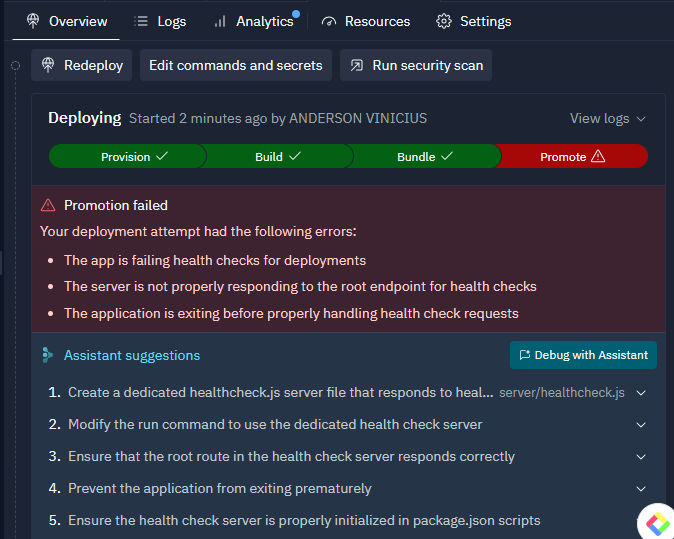 Overview Logs Analytics Resources Settings
Redeploy Edit commands and secrets Run security scan
Deploying Started 2 minutes ago by ANDERSON VINICIUS View logs
Provision Build Bundle Promote
Promotion failed
Your deployment attempt had the following errors:
• The app is failing health checks for deployments
• The server is not properly responding to the root endpoint for health checks
• The application is exiting before properly handling health check requests
Assistant suggestions Debug with Assistant
1. Create a dedicated healthcheck.js server file that responds to heal... server/healthcheck.js
2. Modify the run command to use the dedicated health check server
3. Ensure that the root route in the health check server responds correctly
4. Prevent the application from exiting prematurely
5. Ensure the health check server is properly initialized in package.json scripts